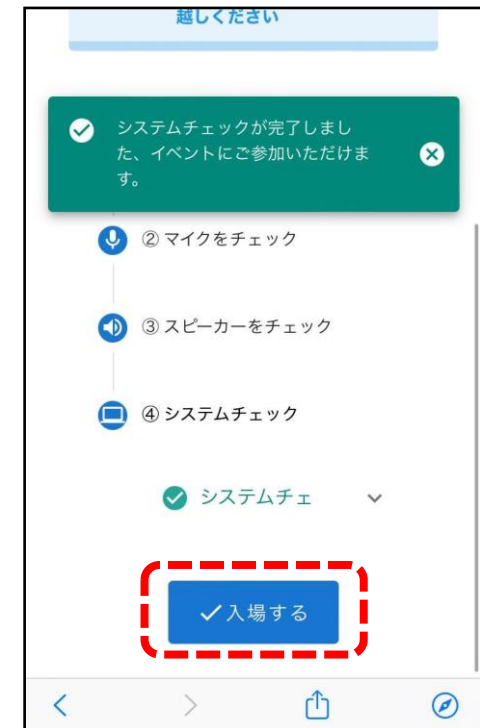 越しください
システムチェックが完了しまし
た、イベントにご参加いただけま
す。
② マイクをチェック
③ スピーカーをチェック
④ システムチェック
システムチェ
入場する